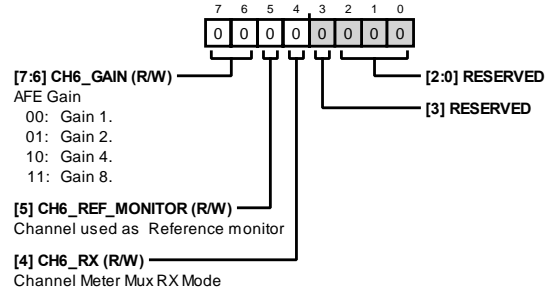 7 6 5 4 3 2 1 0
0 0 0 0 0 0 0 0
[7:6] CH6_GAIN (R/W)
AFE Gain
00: Gain 1.
01: Gain 2.
10: Gain 4.
11: Gain 8.
[5] CH6_REF_MONITOR (R/W)
Channel used as Reference monitor
[4] CH6_RX (R/W)
Channel Meter Mux RX Mode
[2:0] RESERVED
[3] RESERVED